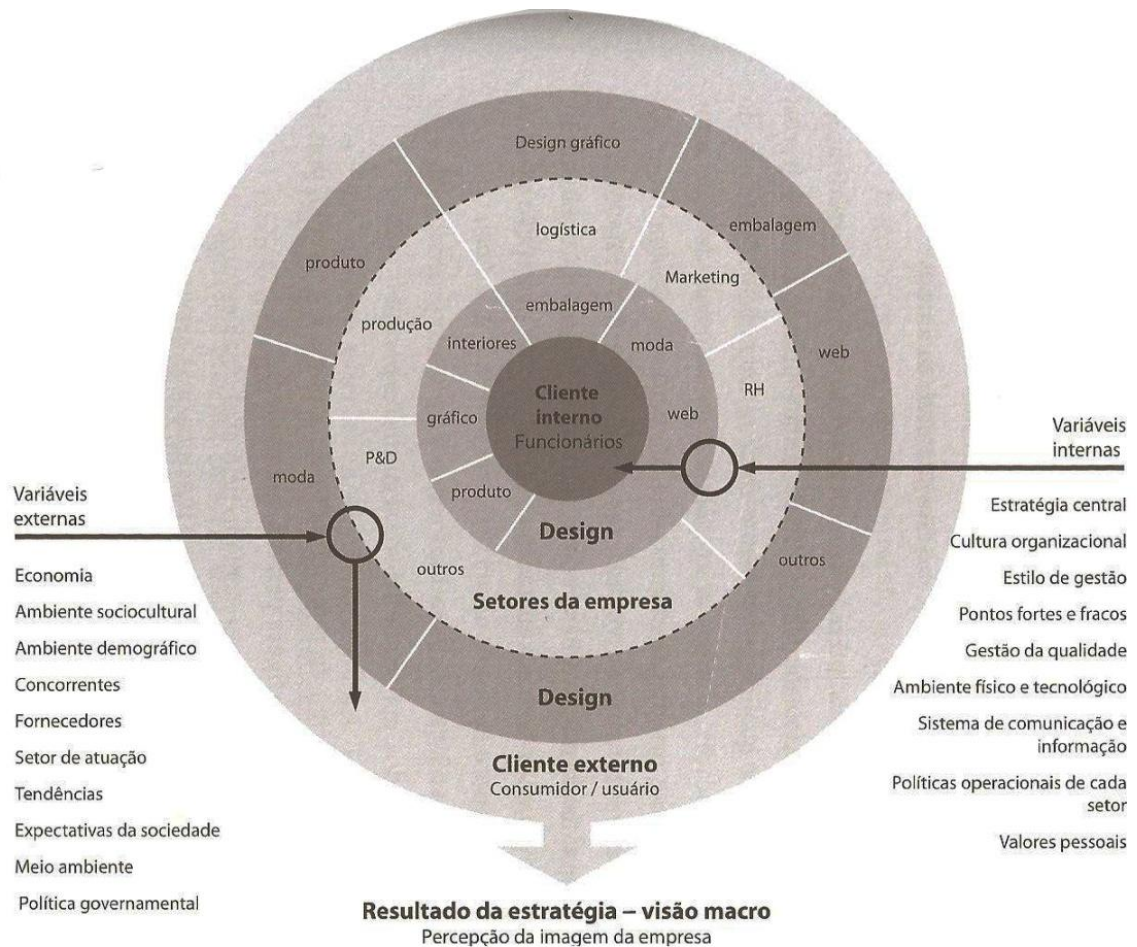 Design gráfico
embalagem
produto
logística
Marketing
embalagem
produção
interiores
moda
web
Cliente
interno
Funcionários
gráfico
web
RH
P&D
moda
produto
Design
outros
outros
Setores da empresa
Design
Cliente externo
Consumidor / usuário
Variáveis
externas
Economia
Ambiente sociocultural
Ambiente demográfico
Concorrentes
Fornecedores
Setor de atuação
Tendências
Expectativas da sociedade
Meio ambiente
Política governamental
Variáveis
internas
Estratégia central
Cultura organizacional
Estilo de gestão
Pontos fortes e fracos
Gestão da qualidade
Ambiente físico e tecnológico
Sistema de comunicação e
informação
Políticas operacionais de cada
setor
Valores pessoais
Resultado da estratégia – visão macro
Percepção da imagem da empresa